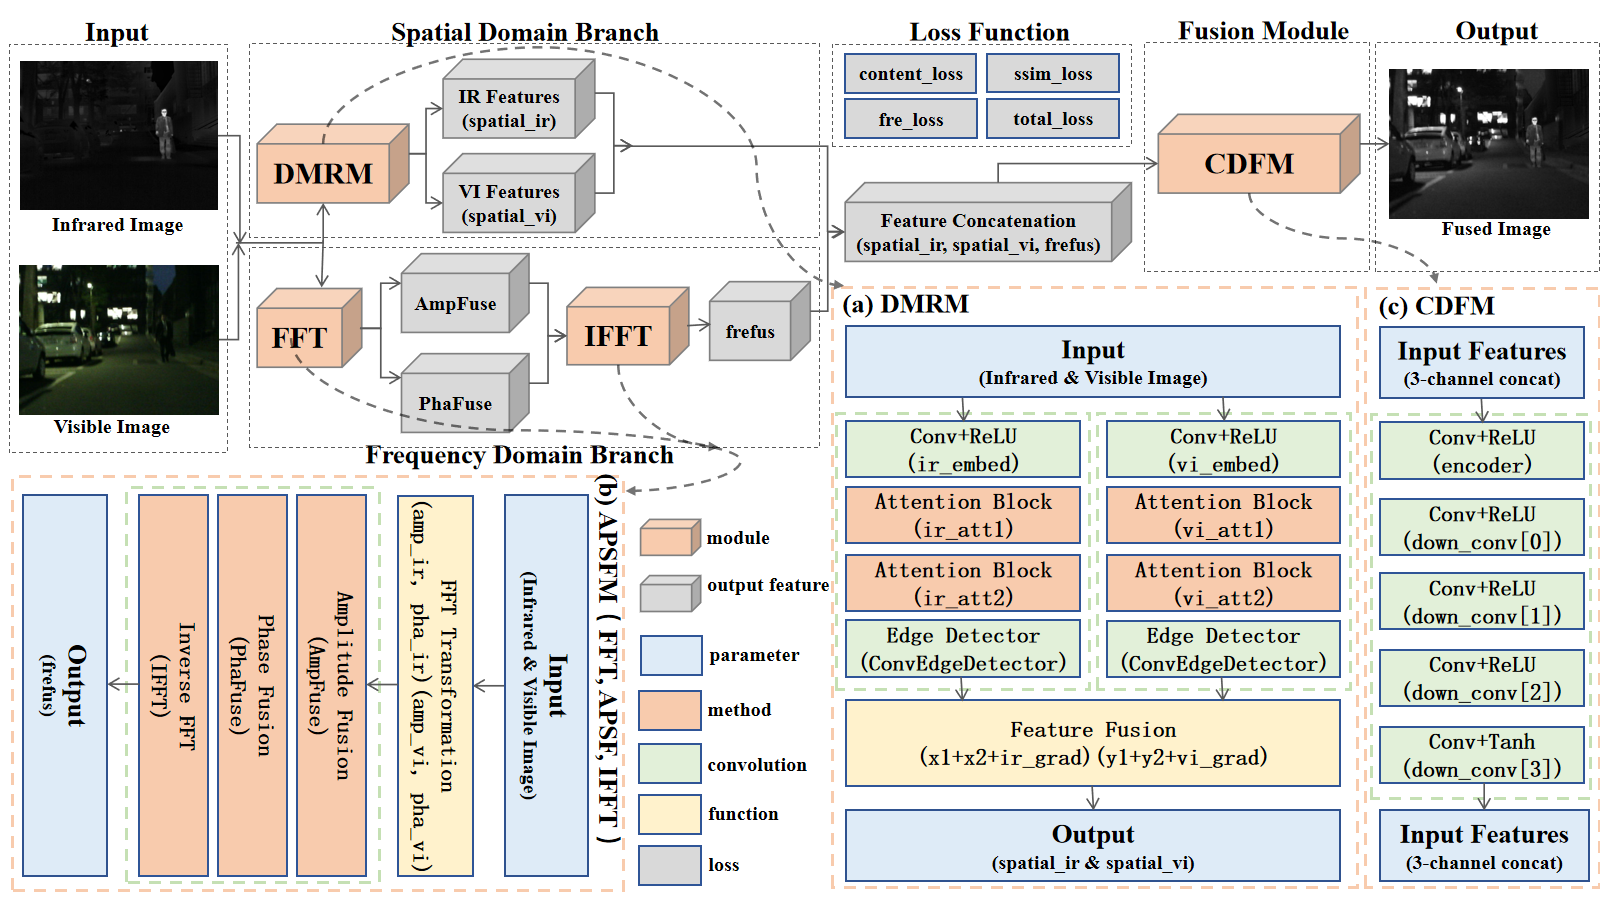 Input
Spatial Domain Branch
Loss Function
Fusion Module
Output
Infrared Image
Visible Image
DMRM
IR Features
(spatial_ir)
VI Features
(spatial_vi)
FFT
AmpFuse
PhaFuse
IFFT
frefus
Frequency Domain Branch
content_loss
ssim_loss
fre_loss
total_loss
Feature Concatenation
(spatial_ir, spatial_vi, frefus)
CDFM
Fused Image
(a) DMRM
Input
(Infrared & Visible Image)
Conv+ReLU
(ir_embed)
Attention Block
(ir_att1)
Attention Block
(ir_att2)
Edge Detector
(ConvEdgeDetector)
Conv+ReLU
(vi_embed)
Attention Block
(vi_att1)
Attention Block
(vi_att2)
Edge Detector
(ConvEdgeDetector)
Feature Fusion
(x1+x2+ir_grad)(y1+y2+vi_grad)
Output
(spatial_ir & spatial_vi)
(c) CDFM
Input Features
(3-channel concat)
Conv+ReLU
(encoder)
Conv+ReLU
(down_conv[0])
Conv+ReLU
(down_conv[1])
Conv+ReLU
(down_conv[2])
Conv+Tanh
(down_conv[3])
Input Features
(3-channel concat)
(b) APSFM ( FFT, APSF, IFFT )
Input
(Infrared & Visible Image)
FFT Transformation
(amp_ir, pha_ir)(amp_vi, pha_vi)
Amplitude Fusion
(AmpFuse)
Phase Fusion
(PhaFuse)
Inverse FFT
(IFFT)
Output
(frefus)
module
output feature
parameter
method
convolution
function
loss